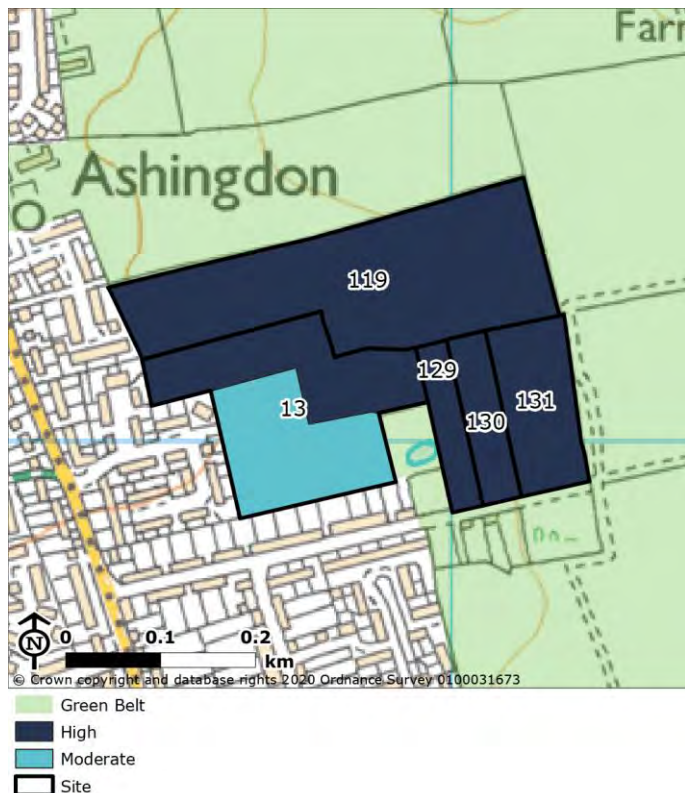 Farm
Ashingdon
119
129
13
131
130
N
0 0.1 0.2
km
© Crown copyright and database rights 2020 Ordnance Survey 0100031673
Green Belt
High
Moderate
Site